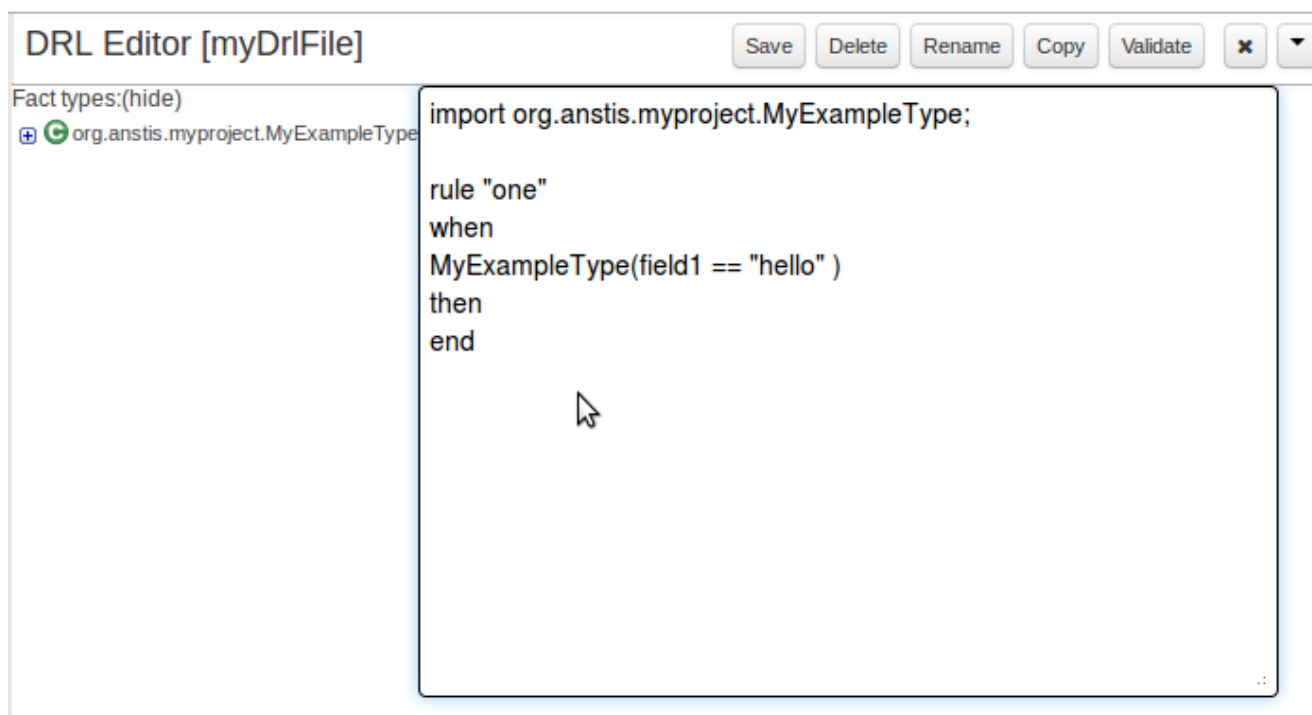 DRL Editor [myDrlFile]
Save Delete Rename Copy Validate
Fact types:(hide)
org.anstis.myproject.MyExampleType
import org.anstis.myproject.MyExampleType;
rule "one"
when
MyExampleType(field1 == "hello" )
then
end